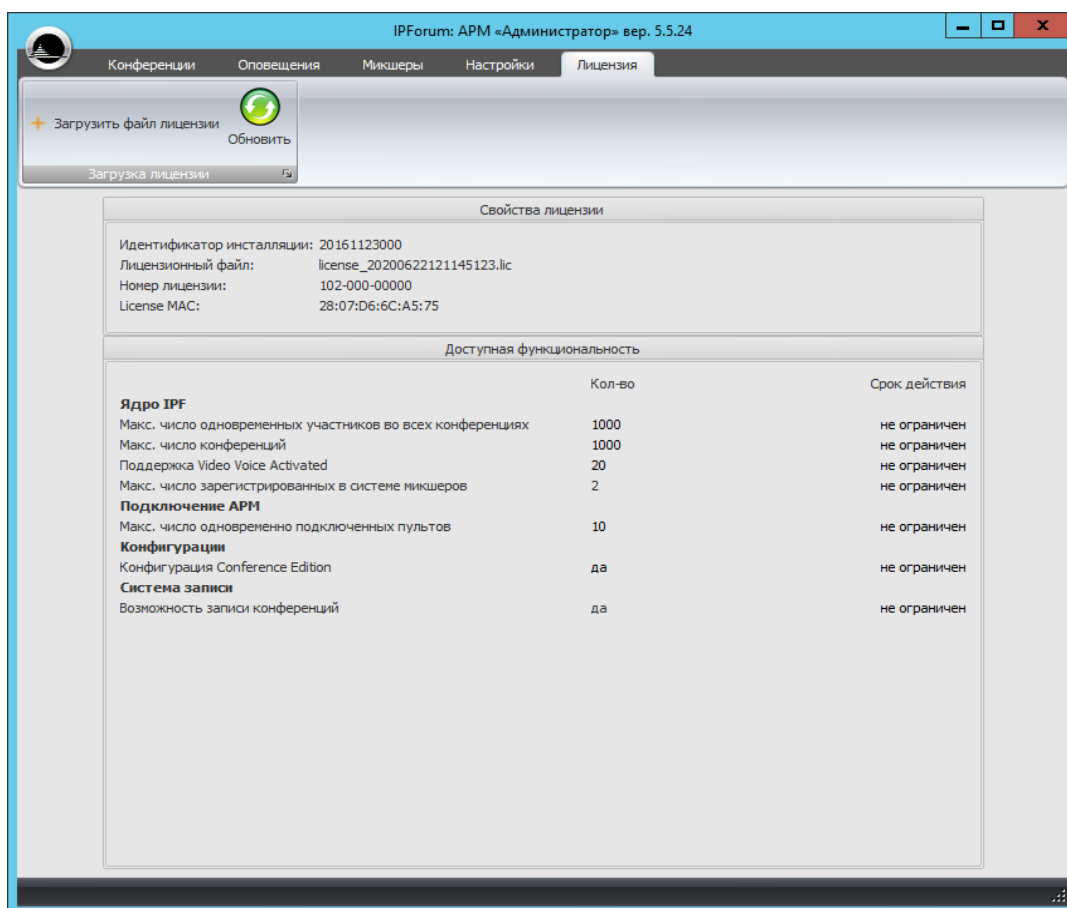 IPForum: АРМ «Администратор» вер. 5.5.24
Конференции Оповещения Микшеры Настройки Лицензия
Загрузить файл лицензии
Обновить
Загрузка лицензии
Свойства лицензии
Идентификатор инсталляции: 20161123000
Лицензионный файл: license_20200622121145123.lic
Номер лицензии: 102-000-00000
License MAC: 28:07:D6:6C:A5:75
Доступная функциональность
Кол-во Срок действия
Ядро IPF
Макс. число одновременных участников во всех конференциях 1000 не ограничен
Макс. число конференций 1000 не ограничен
Поддержка Video Voice Activated 20 не ограничен
Макс. число зарегистрированных в системе микшеров 2 не ограничен
Подключение АРМ
Макс. число одновременно подключенных пультов 10 не ограничен
Конфигурации
Конфигурация Conference Edition да не ограничен
Система записи
Возможность записи конференций да не ограничен